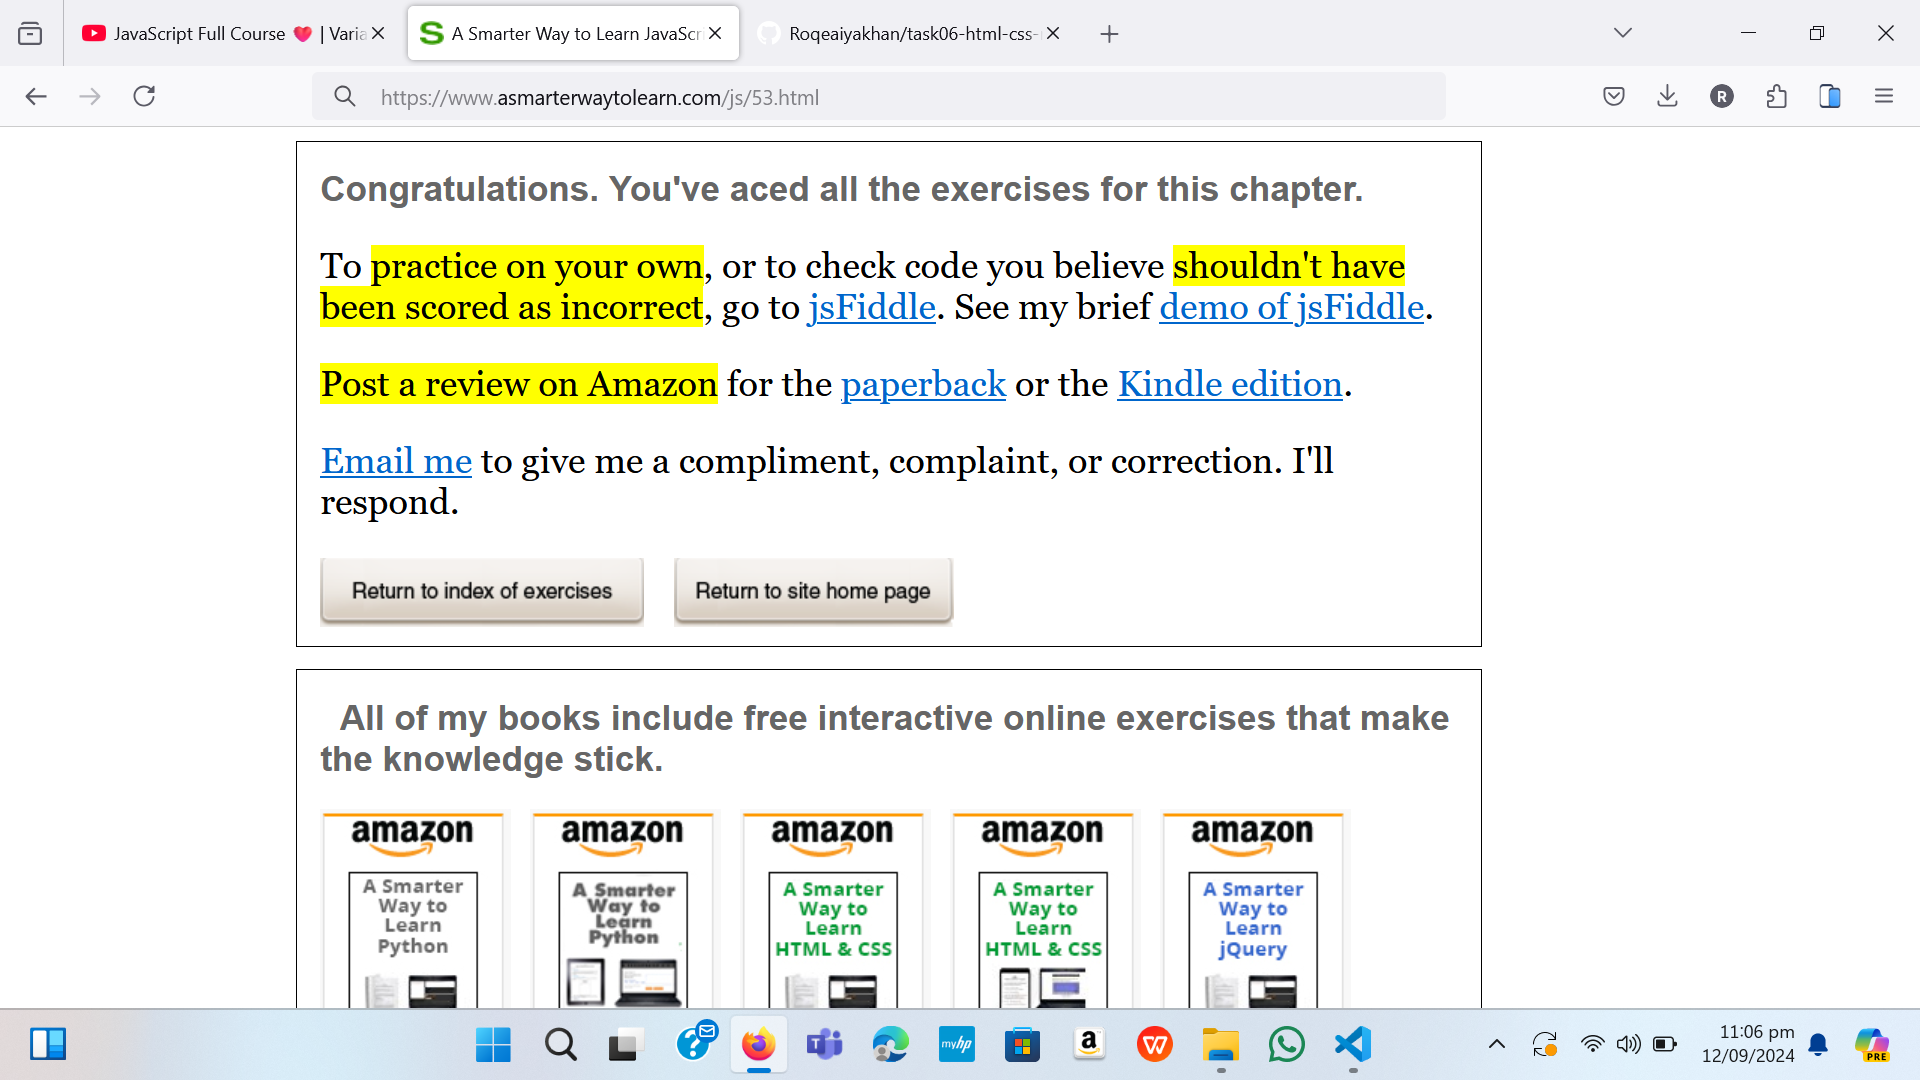 JavaScript Full Course ❤️ | Varia
A Smarter Way to Learn JavaScr
Roqeaiyakhan/task06-html-css-
https://www.asmarterwaytolearn.com/js/53.html
R
Congratulations. You've aced all the exercises for this chapter.
To practice on your own, or to check code you believe shouldn't have
been scored as incorrect, go to jsFiddle. See my brief demo of jsFiddle.
Post a review on Amazon for the paperback or the Kindle edition.
Email me to give me a compliment, complaint, or correction. I'll
respond.
Return to index of exercises
Return to site home page
All of my books include free interactive online exercises that make
the knowledge stick.
amazon
A Smarter
Way to
Learn
Python
amazon
A Smarter
Way to
Learn
Python
amazon
A Smarter
Way to
Learn
HTML & CSS
amazon
A Smarter
Way to
Learn
HTML & CSS
amazon
A Smarter
Way to
Learn
jQuery
myhp
a
W
11:06 pm
12/09/2024
PRE